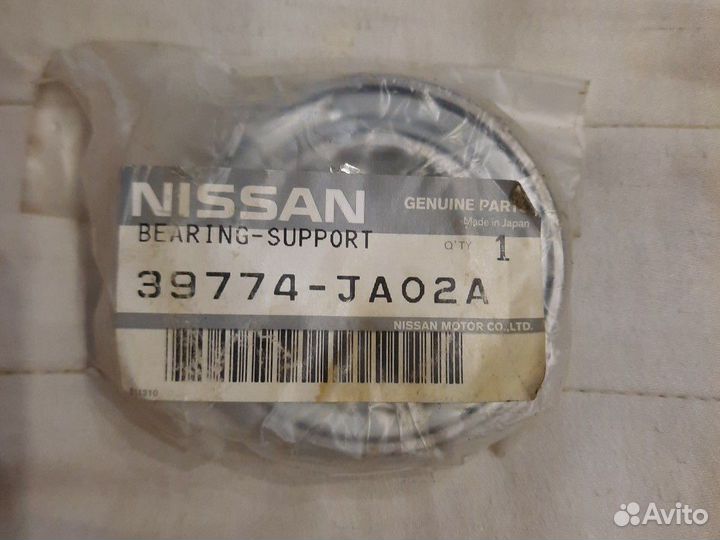 NISSAN
GENUINE PARTS
Made in Japan
BEARING-SUPPORT
Q'TY 1
39774-JA02A
NISSAN MOTOR CO.,LTD.
Avito